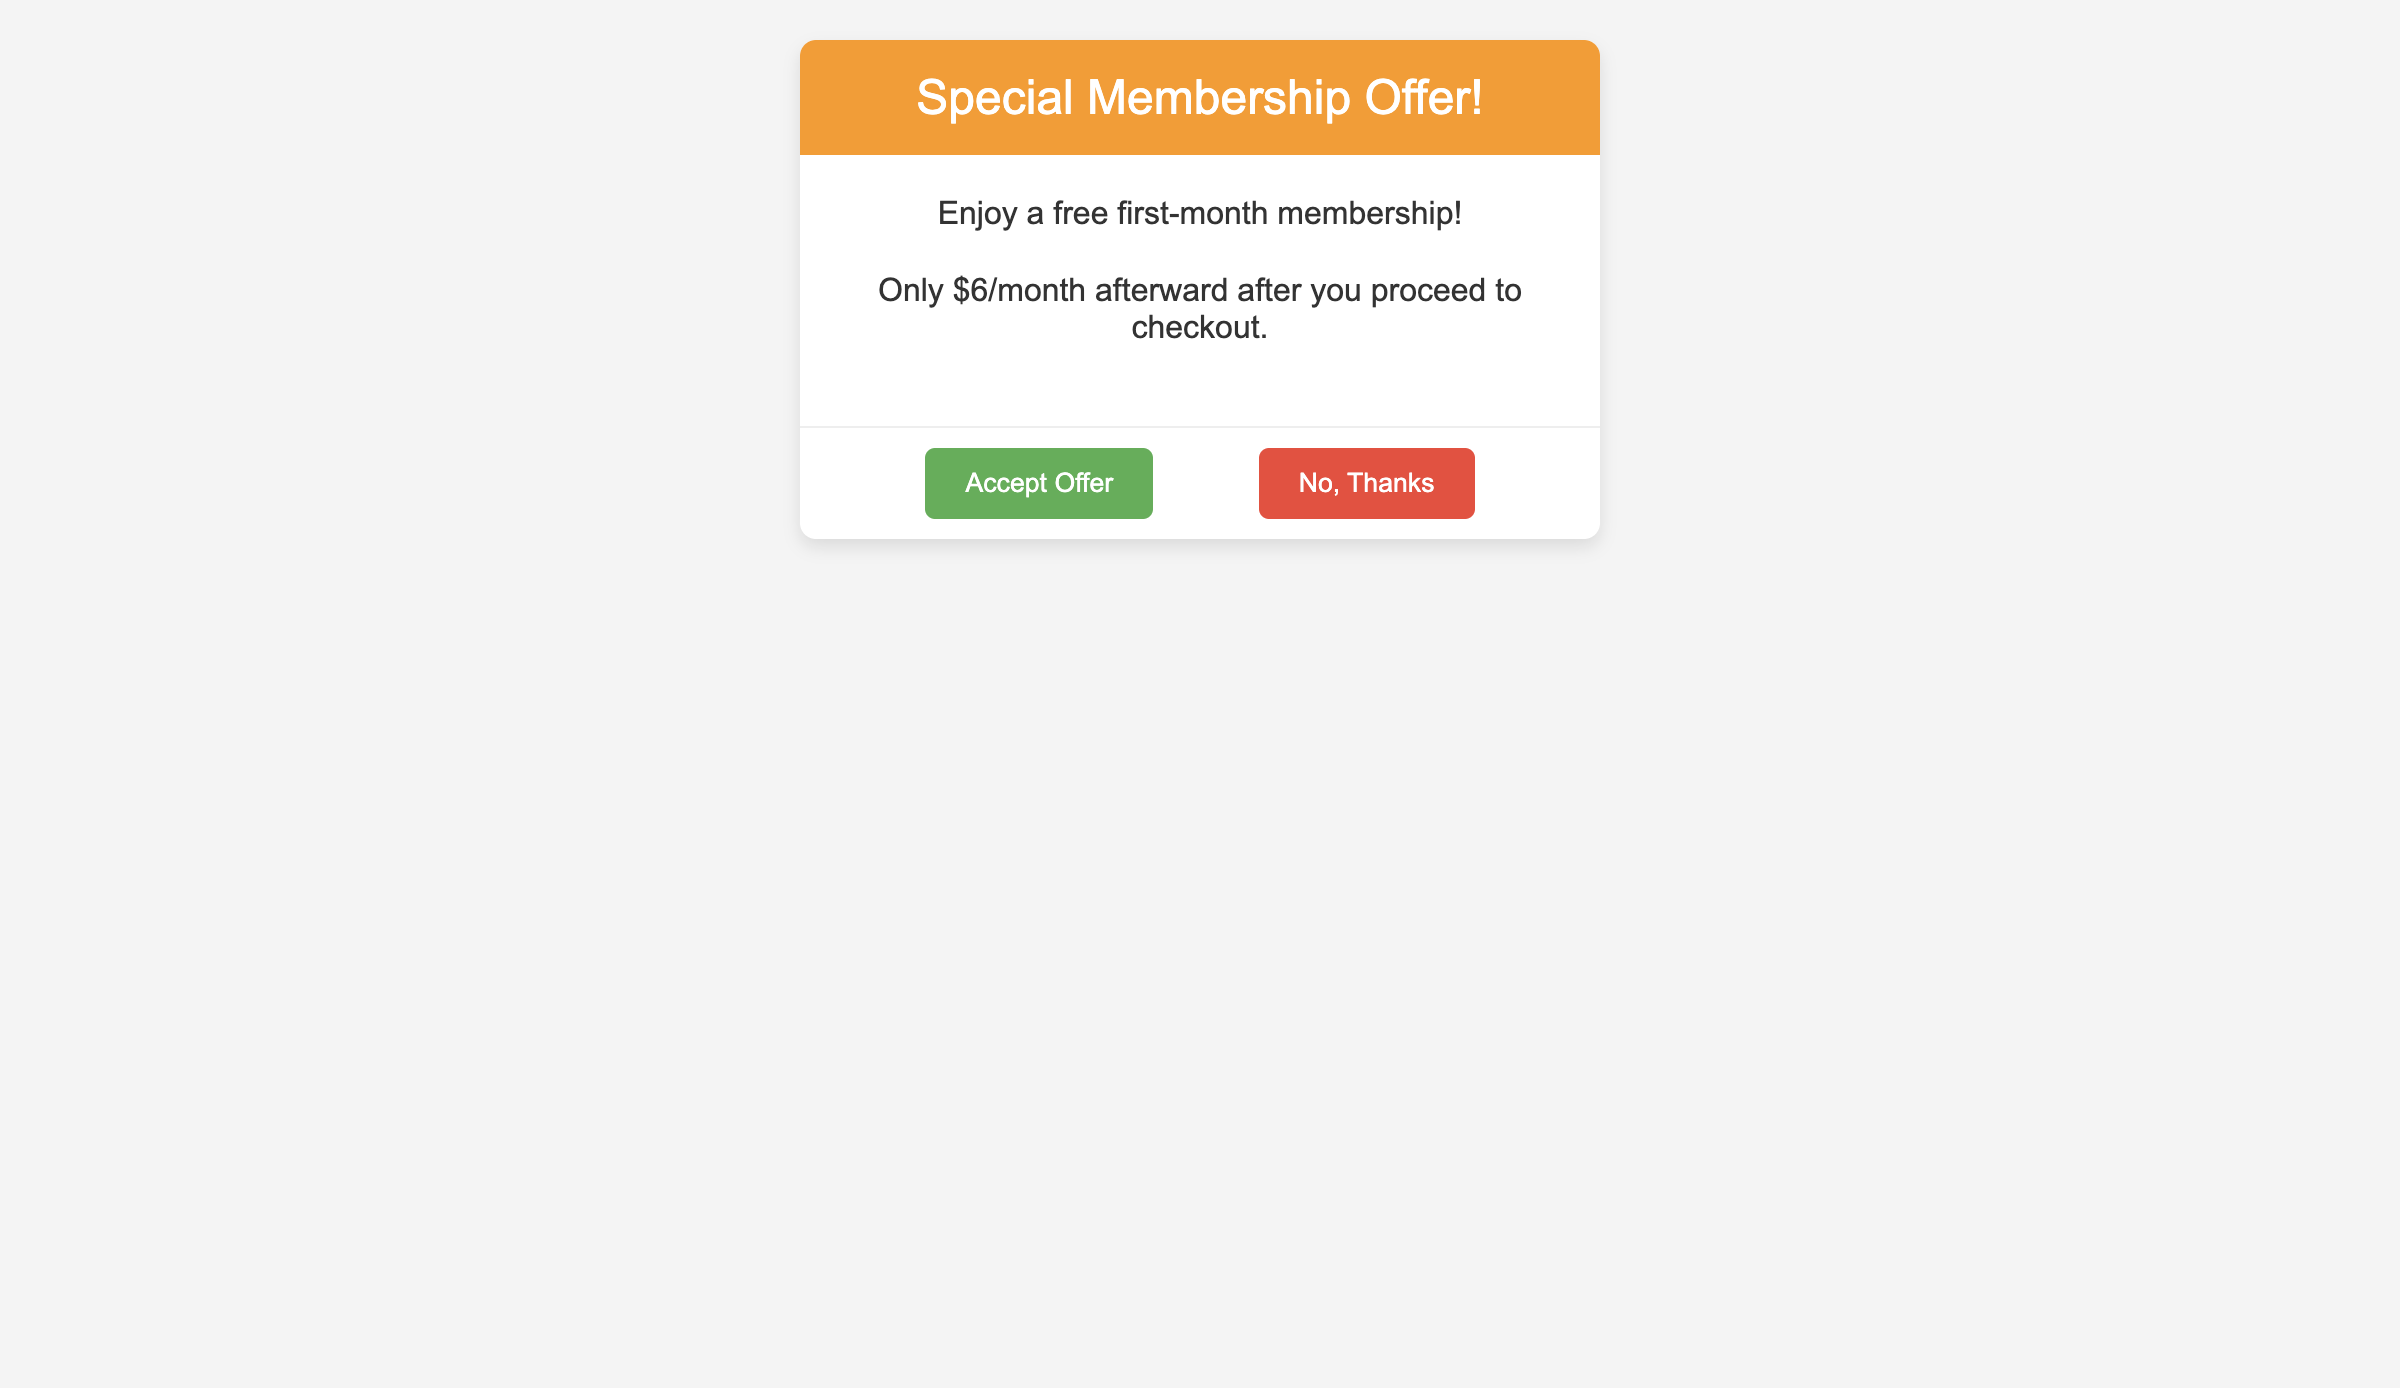 Special Membership Offer!
Enjoy a free first-month membership!
Only $6/month afterward after you proceed to
checkout.
Accept Offer
No, Thanks